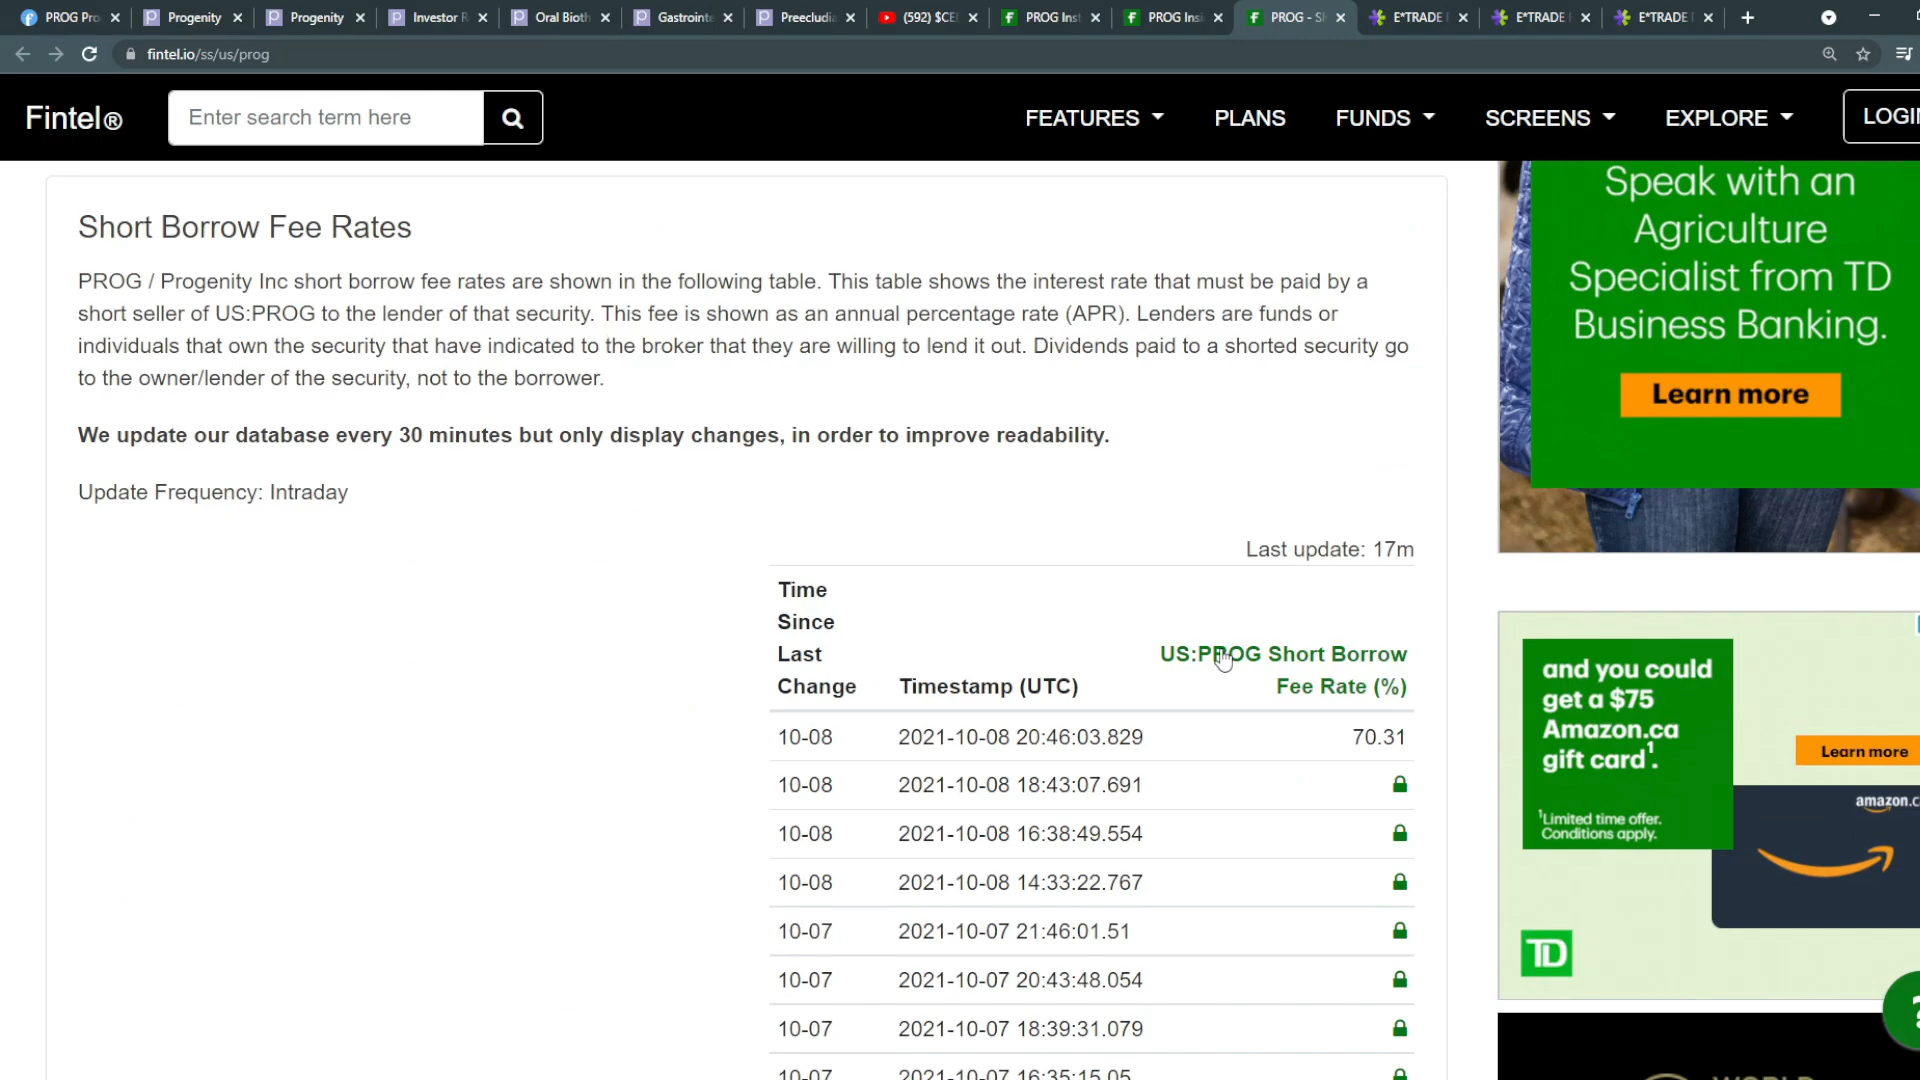 PROG Pro
Progenity
Progenity
Investor R
Oral Bioth
Gastrointe
Preecludia
(592) $CE
PROG Inst
PROG Insi
PROG - S
E*TRADE
E*TRADE
E*TRADE
fintel.io/ss/us/prog
Fintel®
Enter search term here
FEATURES
PLANS
FUNDS
SCREENS
EXPLORE
LOGI
Short Borrow Fee Rates
PROG / Progenity Inc short borrow fee rates are shown in the following table. This table shows the interest rate that must be paid by a
short seller of US:PROG to the lender of that security. This fee is shown as an annual percentage rate (APR). Lenders are funds or
individuals that own the security that have indicated to the broker that they are willing to lend it out. Dividends paid to a shorted security go
to the owner/lender of the security, not to the borrower.
We update our database every 30 minutes but only display changes, in order to improve readability.
Update Frequency: Intraday
Last update: 17m
Time
Since
Last
Change
Timestamp (UTC)
US:PROG Short Borrow
Fee Rate (%)
10-08 2021-10-08 20:46:03.829 70.31
10-08 2021-10-08 18:43:07.691
10-08 2021-10-08 16:38:49.554
10-08 2021-10-08 14:33:22.767
10-07 2021-10-07 21:46:01.51
10-07 2021-10-07 20:43:48.054
10-07 2021-10-07 18:39:31.079
10-07 2021-10-07 16:35:15.05
Speak with an
Agriculture
Specialist from TD
Business Banking.
Learn more
and you could
get a $75
Amazon.ca
gift card¹.
¹Limited time offer.
Conditions apply.
Learn more
amazon.c
TD
?